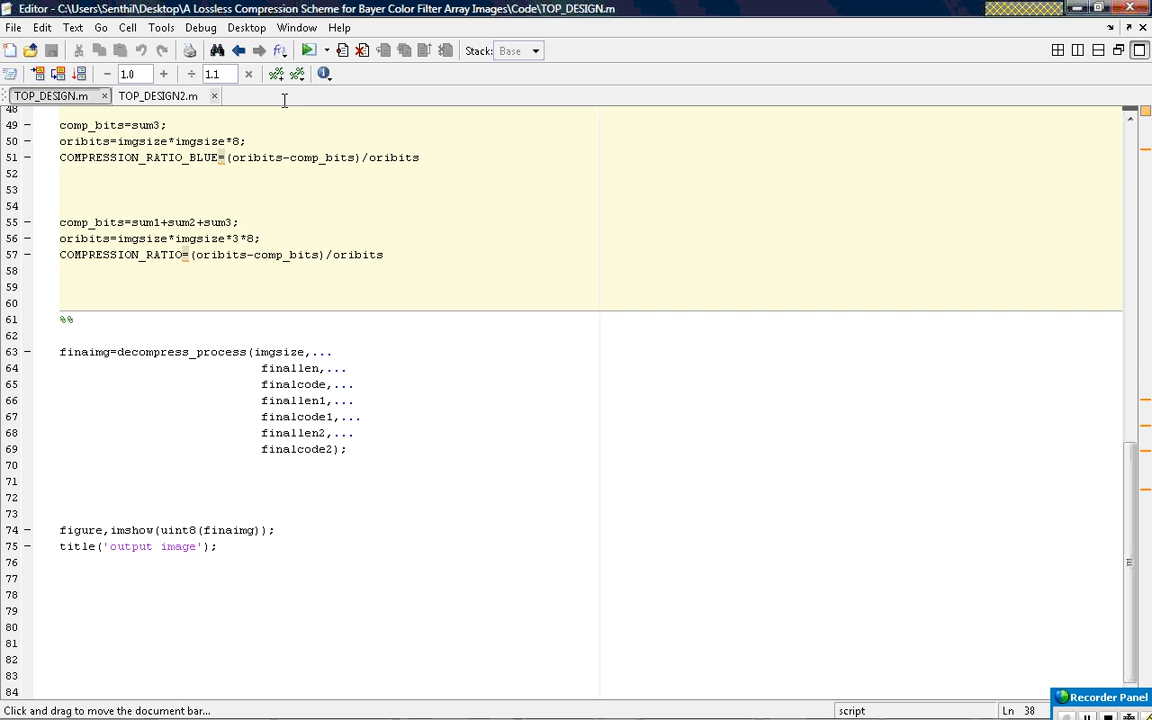 Editor - C:\Users\Senthil\Desktop\A Lossless Compression Scheme for Bayer Color Filter Array Images\Code\TOP_DESIGN.m
File Edit Text Go Cell Tools Debug Desktop Window Help
Stack: Base
1.0 1.1
TOP_DESIGN.m TOP_DESIGN2.m
48
49 comp_bits=sum3;
50 oribits=imgsize*imgsize*8;
51 COMPRESSION_RATIO_BLUE=(oribits-comp_bits)/oribits
52
53
54
55 comp_bits=sum1+sum2+sum3;
56 oribits=imgsize*imgsize*3*8;
57 COMPRESSION_RATIO=(oribits-comp_bits)/oribits
58
59
60
61 %%
62
63 finaimg=decompress_process(imgsize,...
64 finallen,...
65 finalcode,...
66 finallen1,...
67 finalcode1,...
68 finallen2,...
69 finalcode2);
70
71
72
73
74 figure,imshow(uint8(finaimg));
75 title('output image');
76
77
78
79
80
81
82
83
84
Click and drag to move the document bar...
script
Ln 38
Recorder Panel